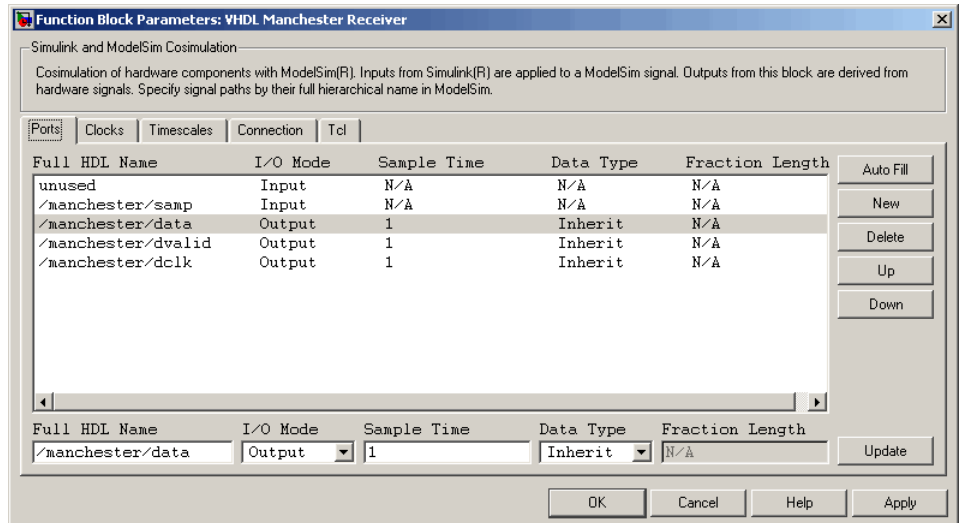 Function Block Parameters: VHDL Manchester Receiver
Simulink and ModelSim Cosimulation
Cosimulation of hardware components with ModelSim(R). Inputs from Simulink(R) are applied to a ModelSim signal. Outputs from this block are derived from
hardware signals. Specify signal paths by their full hierarchical name in ModelSim.
Ports Clocks Timescales Connection Tcl
Full HDL Name I/O Mode Sample Time Data Type Fraction Length
Auto Fill
unused Input N/A N/A N/A
/manchester/samp Input N/A N/A N/A
New
/manchester/data Output 1 Inherit N/A
/manchester/dvalid Output 1 Inherit N/A
Delete
/manchester/dclk Output 1 Inherit N/A
Up
Down
Full HDL Name I/O Mode Sample Time Data Type Fraction Length
/manchester/data Output 1 Inherit N/A Update
OK Cancel Help Apply